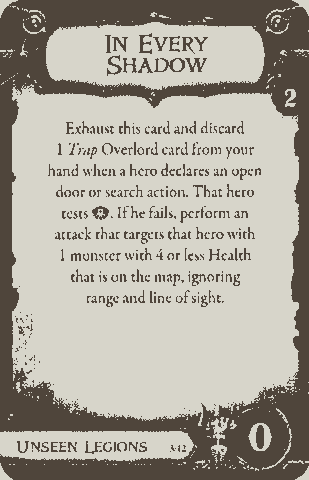 IN EVERY
SHADOW
2
Exhaust this card and discard
1 Trap Overlord card from your
hand when a hero declares an open
door or search action. That hero
tests . If he fails, perform an
attack that targets that hero with
1 monster with 4 or less Health
that is on the map, ignoring
range and line of sight.
UNSEEN LEGIONS
0